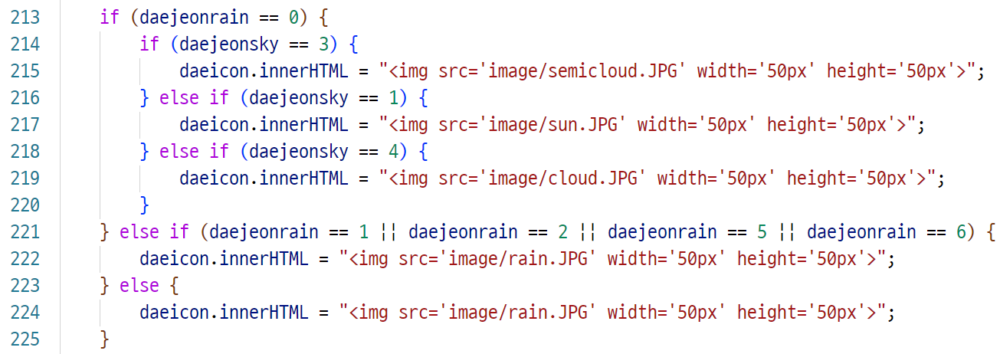 213 if (daejeonrain == 0) {
214 if (daejeonsky == 3) {
215 daeicon.innerHTML = "<img src='image/semicloud.JPG' width='50px' height='50px'>";
216 } else if (daejeonsky == 1) {
217 daeicon.innerHTML = "<img src='image/sun.JPG' width='50px' height='50px'>";
218 } else if (daejeonsky == 4) {
219 daeicon.innerHTML = "<img src='image/cloud.JPG' width='50px' height='50px'>";
220 }
221 } else if (daejeonrain == 1 || daejeonrain == 2 || daejeonrain == 5 || daejeonrain == 6) {
222 daeicon.innerHTML = "<img src='image/rain.JPG' width='50px' height='50px'>";
223 } else {
224 daeicon.innerHTML = "<img src='image/rain.JPG' width='50px' height='50px'>";
225 }